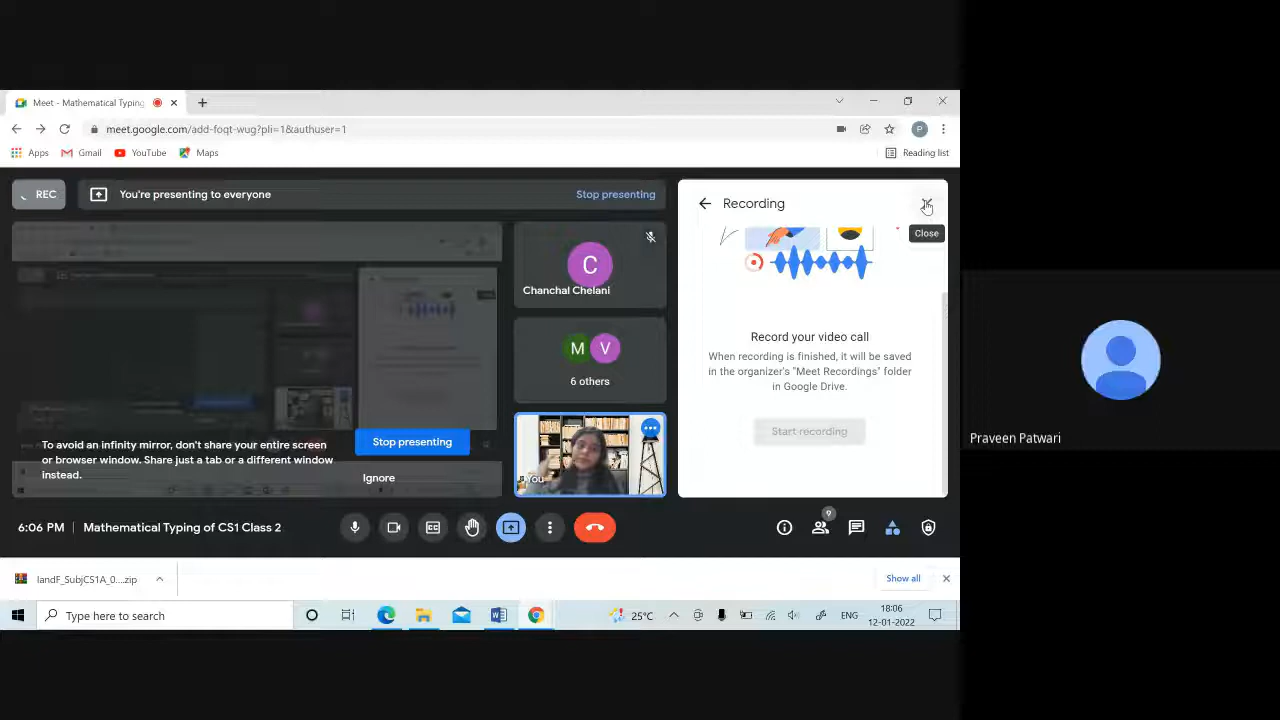 Meet - Mathematical Typing
meet.google.com/add-foqt-wug?pli=1&authuser=1
P
Apps Gmail YouTube Maps Reading list
REC You're presenting to everyone Stop presenting
Recording
Close
C
Chanchal Chelani
M V
6 others
Record your video call
When recording is finished, it will be saved
in the organizer's "Meet Recordings" folder
in Google Drive.
Start recording
To avoid an infinity mirror, don't share your entire screen
or browser window. Share just a tab or a different window
instead.
Stop presenting
Ignore
You
Praveen Patwari
6:06 PM | Mathematical Typing of CS1 Class 2
9
IandF_SubjCS1A_0....zip
Show all
Type here to search
25°C
ENG
18:06
12-01-2022